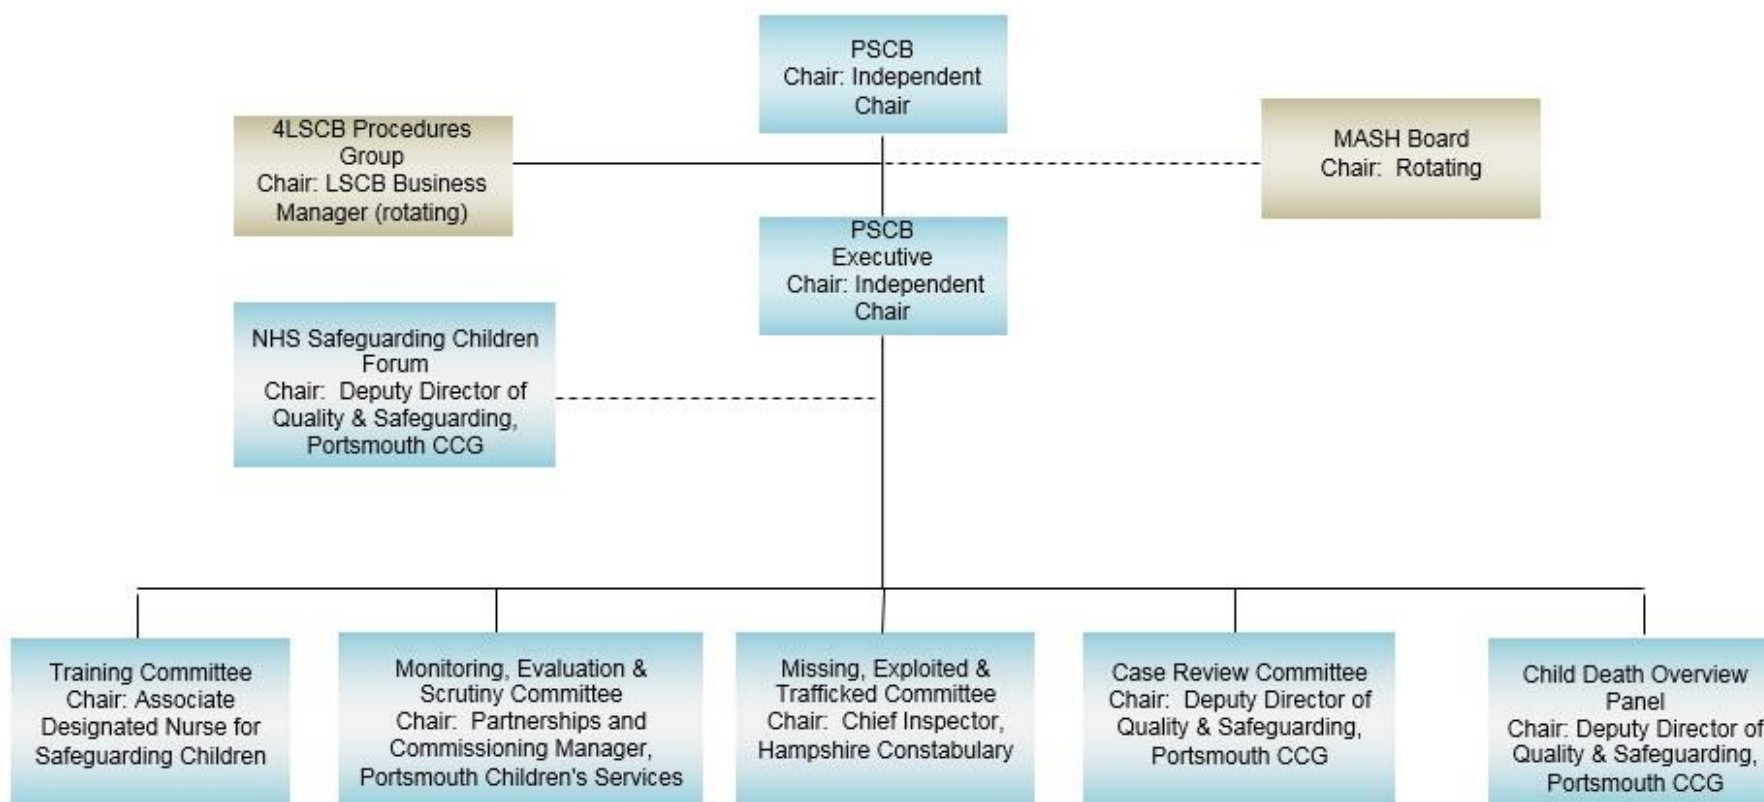 PSCB
Chair: Independent
Chair
4LSCB Procedures
Group
Chair: LSCB Business
Manager (rotating)
MASH Board
Chair: Rotating
PSCB
Executive
Chair: Independent
Chair
NHS Safeguarding Children
Forum
Chair: Deputy Director of
Quality & Safeguarding,
Portsmouth CCG
Training Committee
Chair: Associate
Designated Nurse for
Safeguarding Children
Monitoring, Evaluation &
Scrutiny Committee
Chair: Partnerships and
Commissioning Manager,
Portsmouth Children's Services
Missing, Exploited &
Trafficked Committee
Chair: Chief Inspector,
Hampshire Constabulary
Case Review Committee
Chair: Deputy Director of
Quality & Safeguarding,
Portsmouth CCG
Child Death Overview
Panel
Chair: Deputy Director of
Quality & Safeguarding,
Portsmouth CCG